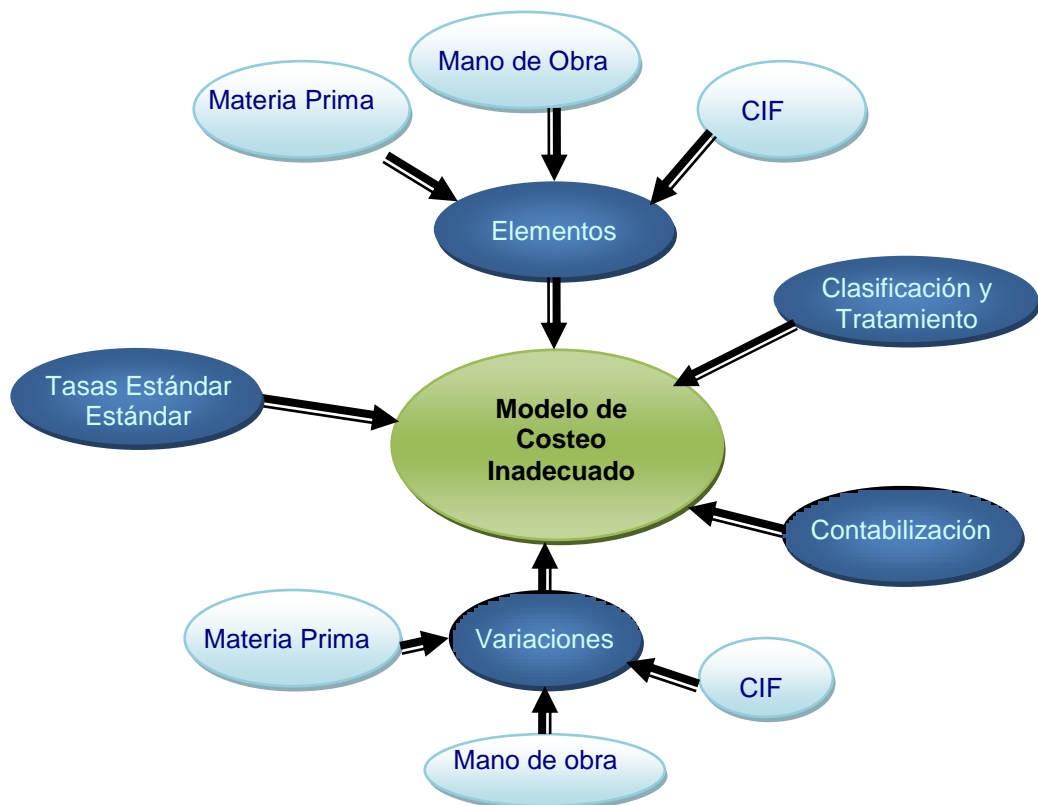 Mano de Obra
Materia Prima
CIF
Elementos
Clasificación y
Tratamiento
Tasas Estándar
Estándar
Modelo de
Costeo
Inadecuado
Contabilización
Materia Prima
Variaciones
CIF
Mano de obra